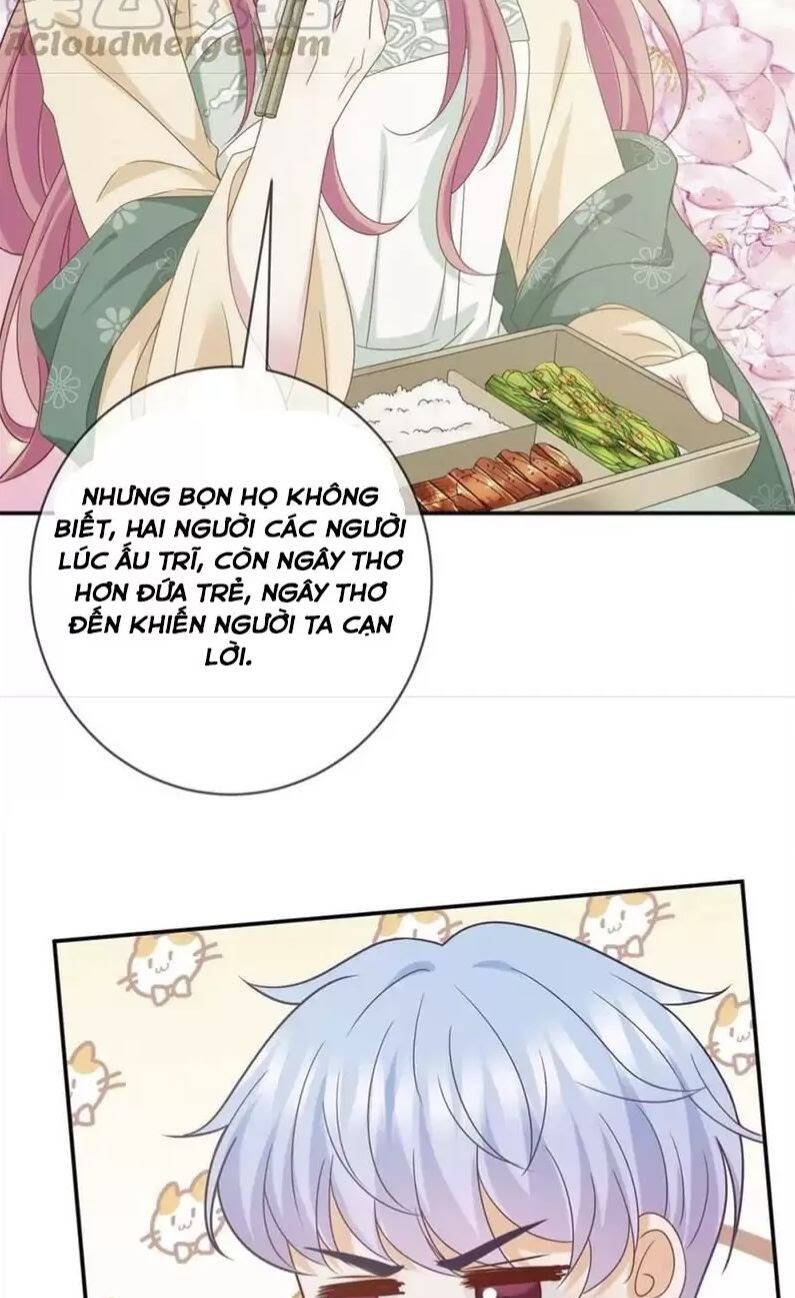 ACloudMerge.com
NHƯNG BỌN HỌ KHÔNG
BIẾT, HAI NGƯỜI CÁC NGƯỜI
LÚC ẤU TRĨ, CÒN NGÂY THƠ
HƠN ĐỨA TRẺ, NGÂY THƠ
ĐẾN KHIẾN NGƯỜI TA CẠN
LỜI.